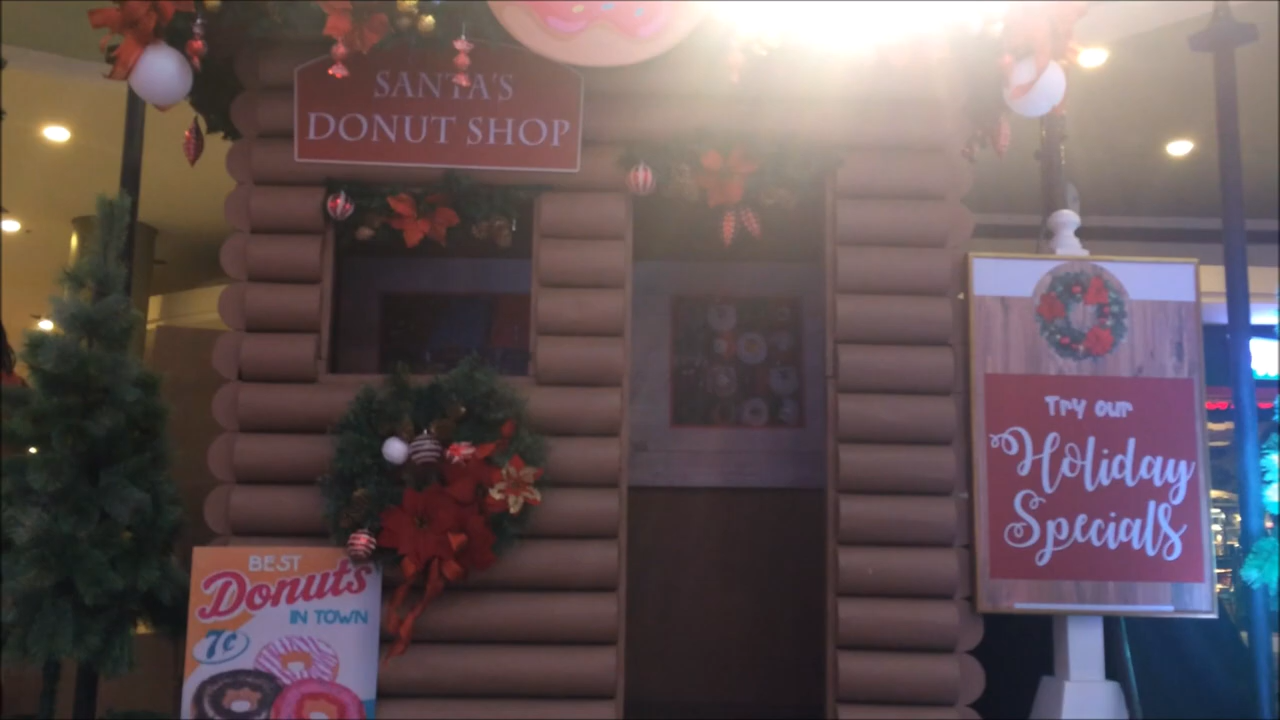 SANTA'S
DONUT SHOP
Try our
Holiday
Specials
BEST
Donuts
IN TOWN
7¢